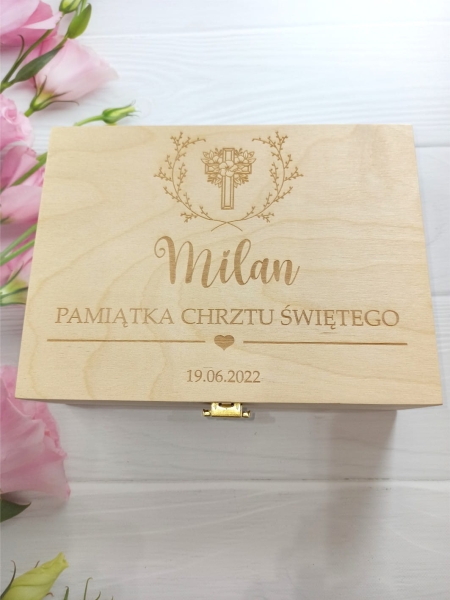 Milan
PAMIĄTKA CHRZTU ŚWIĘTEGO
19.06.2022